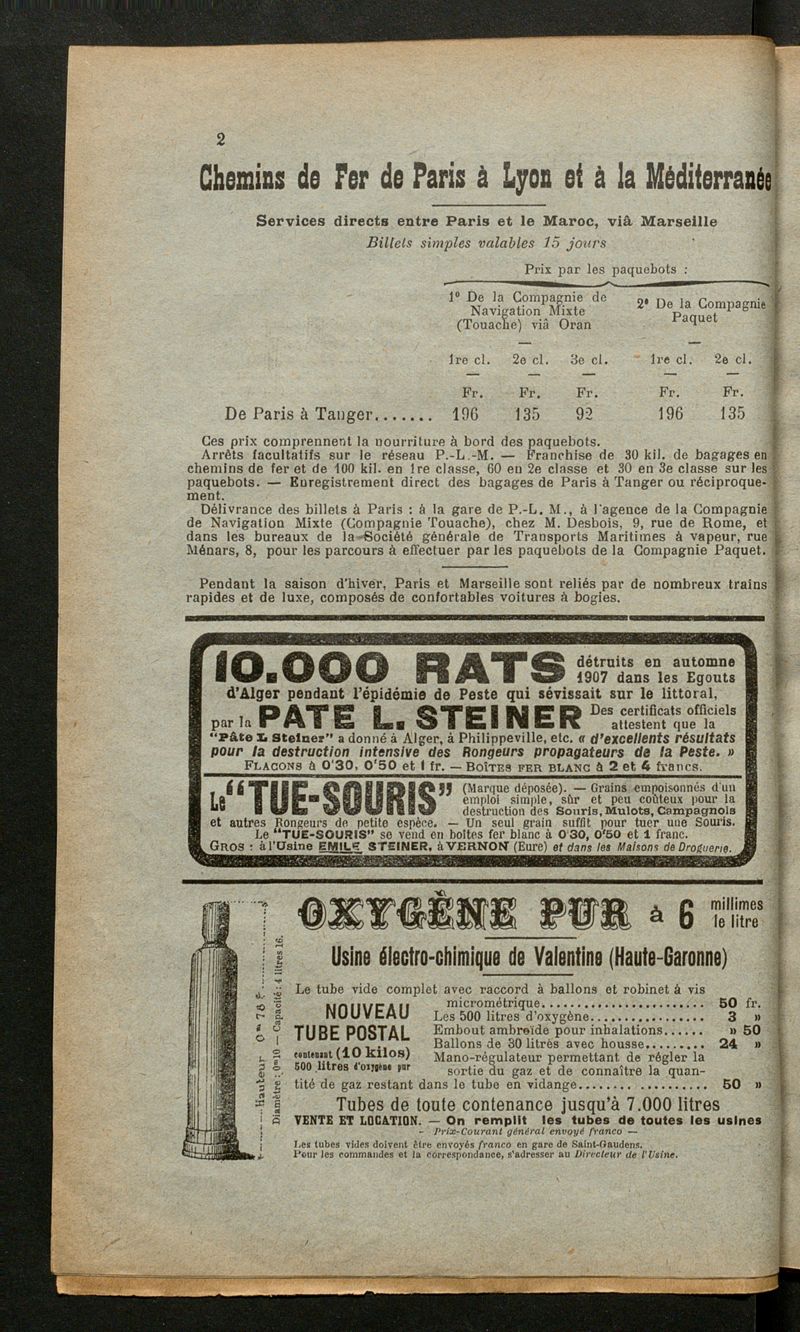 2
Chemins de Fer de Paris à Lyon et à la Méditerranée
Services directs entre Paris et le Maroc, viâ Marseille
Billets simples valables 15 jours
Prix par les paquebots :
1º De la Compagnie de
Navigation Mixte
(Touache) viâ Oran
2º De la Compagnie
Paquet
1re cl. 2e cl. 3e cl. 1re cl. 2e cl.
Fr. Fr. Fr. Fr. Fr.
De Paris à Tanger....... 196 135 92 196 135
Ces prix comprennent la nourriture à bord des paquebots.
Arrêts facultatifs sur le réseau P.-L.-M. — Franchise de 30 kil. de bagages en
chemins de fer et de 100 kil. en 1re classe, 60 en 2e classe et 30 en 3e classe sur les
paquebots. — Enregistrement direct des bagages de Paris à Tanger ou réciproque-
ment.
Délivrance des billets à Paris : à la gare de P.-L. M., à l'agence de la Compagnie
de Navigation Mixte (Compagnie Touache), chez M. Desbois, 9, rue de Rome, et
dans les bureaux de la Société générale de Transports Maritimes à vapeur, rue
Ménars, 8, pour les parcours à effectuer par les paquebots de la Compagnie Paquet.
Pendant la saison d'hiver, Paris et Marseille sont reliés par de nombreux trains
rapides et de luxe, composés de confortables voitures à bogies.
10.000 RATS détruits en automne
1907 dans les Egouts
d'Alger pendant l'épidémie de Peste qui sévissait sur le littoral,
par la PATE L. STEINER Des certificats officiels
attestent que la
"Pâte L. Steiner" a donné à Alger, à Philippeville, etc. « d'excellents résultats
pour la destruction intensive des Rongeurs propagateurs de la Peste. »
FLACONS à 0'30, 0'50 et 1 fr. — BOÎTES FER BLANC à 2 et 4 francs.
Le "TUE-SOURIS" (Marque déposée). — Grains empoisonnés d'un
emploi simple, sûr et peu coûteux pour la
destruction des Souris, Mulots, Campagnols
et autres Rongeurs de petite espèce. — Un seul grain suffit pour tuer une Souris.
Le "TUE-SOURIS" se vend en boîtes fer blanc à 0'30, 0'50 et 1 franc.
GROS : à l'Usine EMILE STEINER, à VERNON (Eure) et dans les Maisons de Droguerie.
OXYGÈNE PUR à 6 millimes
le litre
Usine électro-chimique de Valentine (Haute-Garonne)
Hauteur 0m 76
Diamètre : 0m10 — Capacité : 4 litres 16.
Le tube vide complet avec raccord à ballons et robinet à vis
micrométrique........................ 50 fr.
NOUVEAU
TUBE POSTAL
contenant (10 kilos)
500 litres d'oxygène pur
Les 500 litres d'oxygène................. 3 »
Embout ambroïde pour inhalations...... » 50
Ballons de 30 litres avec housse......... 24 »
Mano-régulateur permettant de régler la
sortie du gaz et de connaître la quan-
tité de gaz restant dans le tube en vidange................... 50 »
Tubes de toute contenance jusqu'à 7.000 litres
VENTE ET LOCATION. — On remplit les tubes de toutes les usines
- Prix-Courant général envoyé franco —
Les tubes vides doivent être envoyés franco en gare de Saint-Gaudens.
Pour les commandes et la correspondance, s'adresser au Directeur de l'Usine.